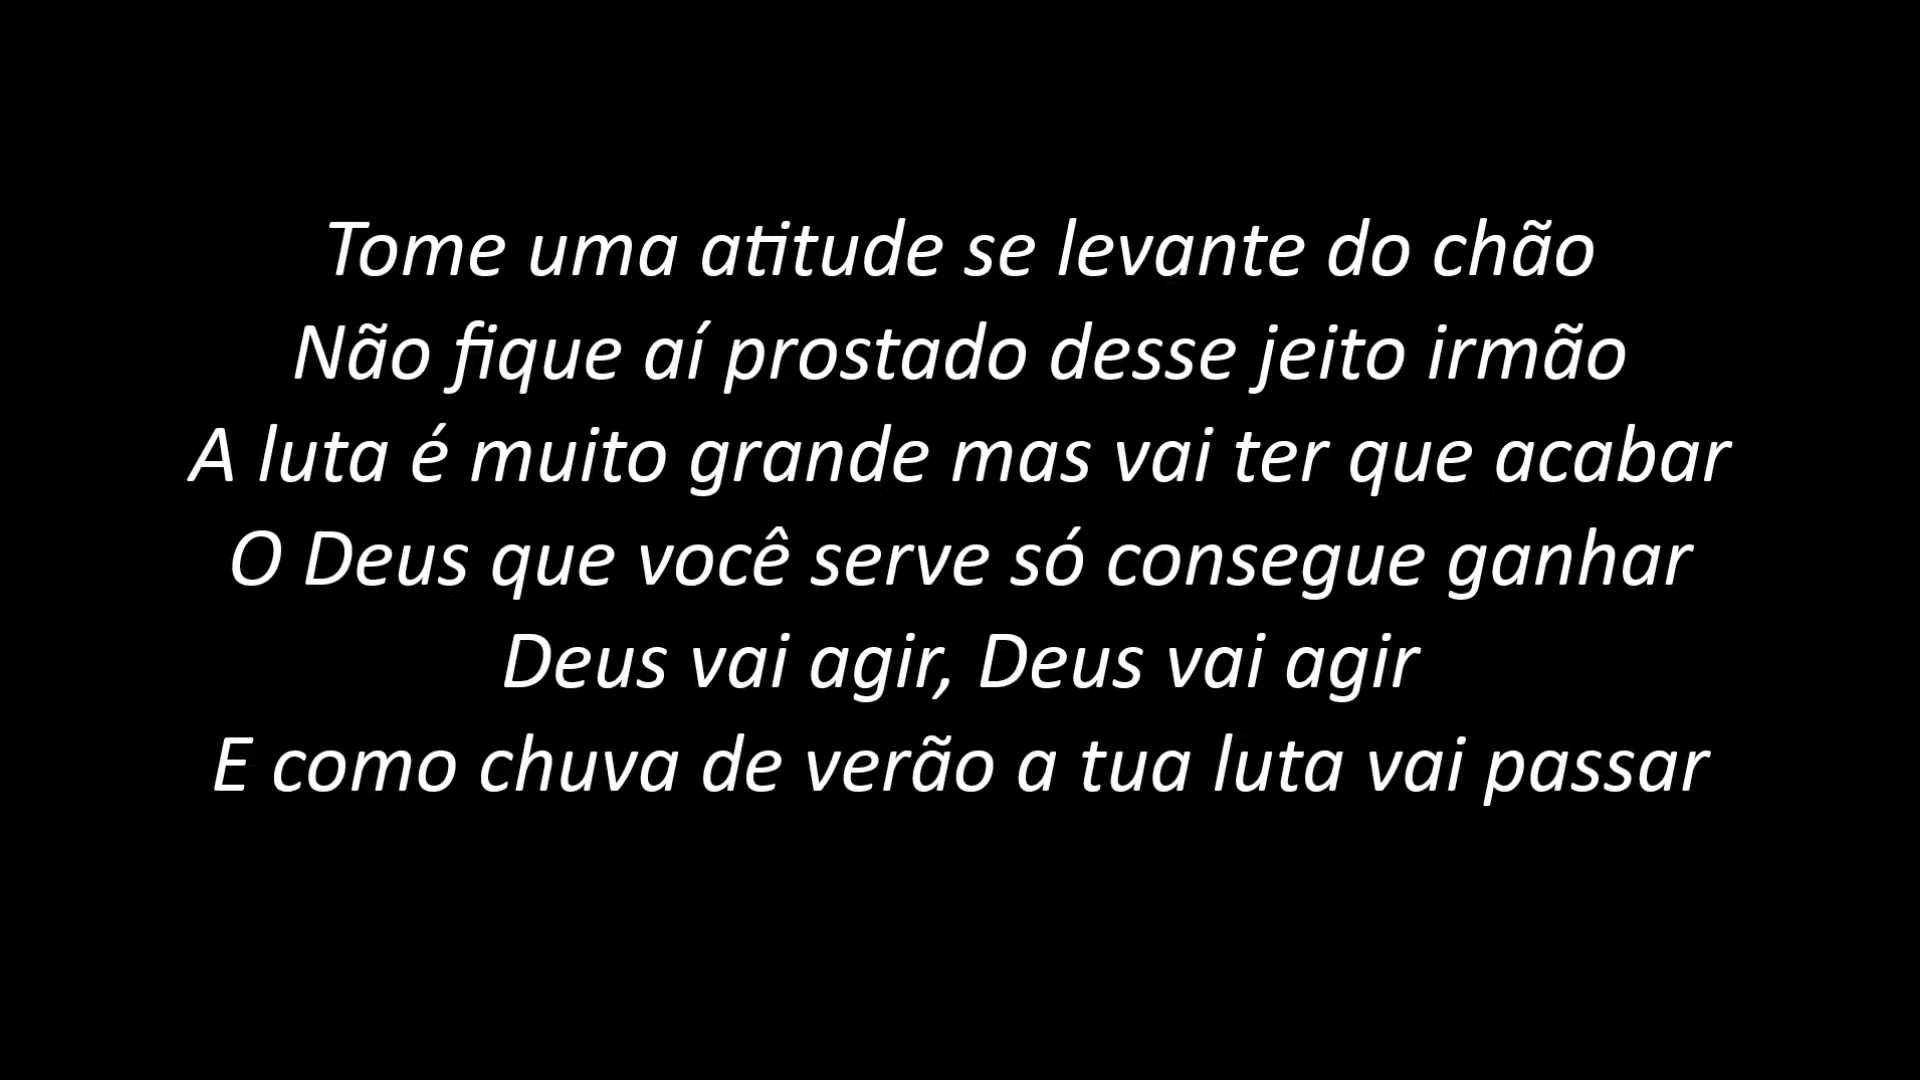 Tome uma atitude se levante do chão
Não fique aí prostado desse jeito irmão
A luta é muito grande mas vai ter que acabar
O Deus que você serve só consegue ganhar
Deus vai agir, Deus vai agir
E como chuva de verão a tua luta vai passar